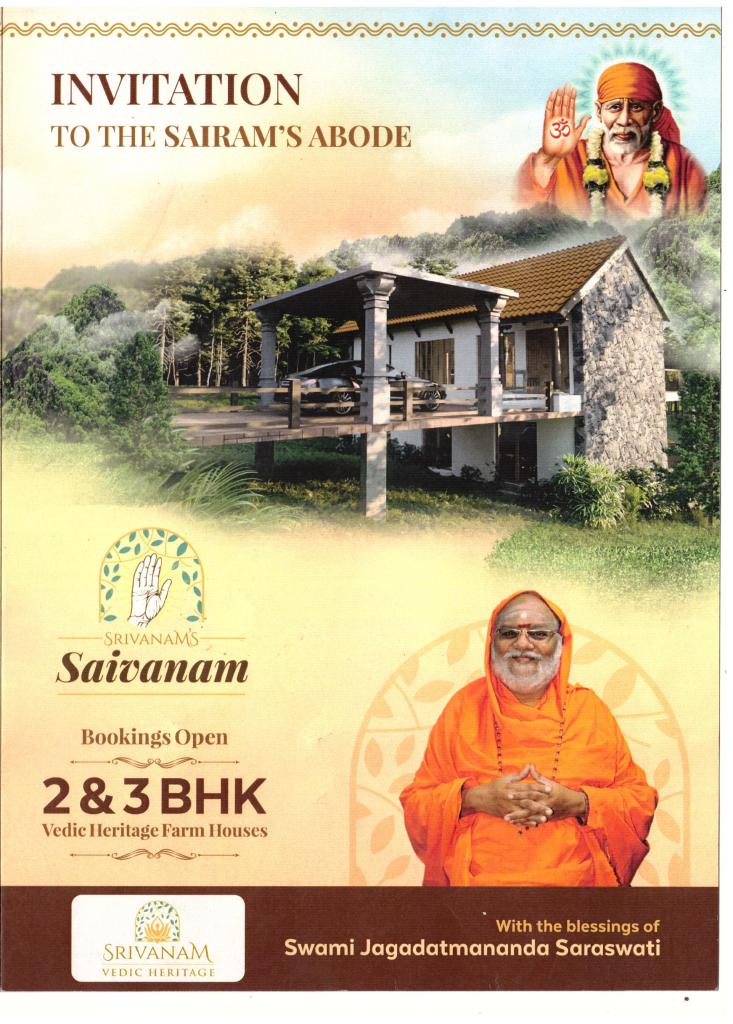 INVITATION
TO THE SAIRAM'S ABODE
ॐ
SRIVANAM'S
Saivanam
Bookings Open
2 & 3 BHK
Vedic Heritage Farm Houses
SRIVANAM
VEDIC HERITAGE
With the blessings of
Swami Jagadatmananda Saraswati